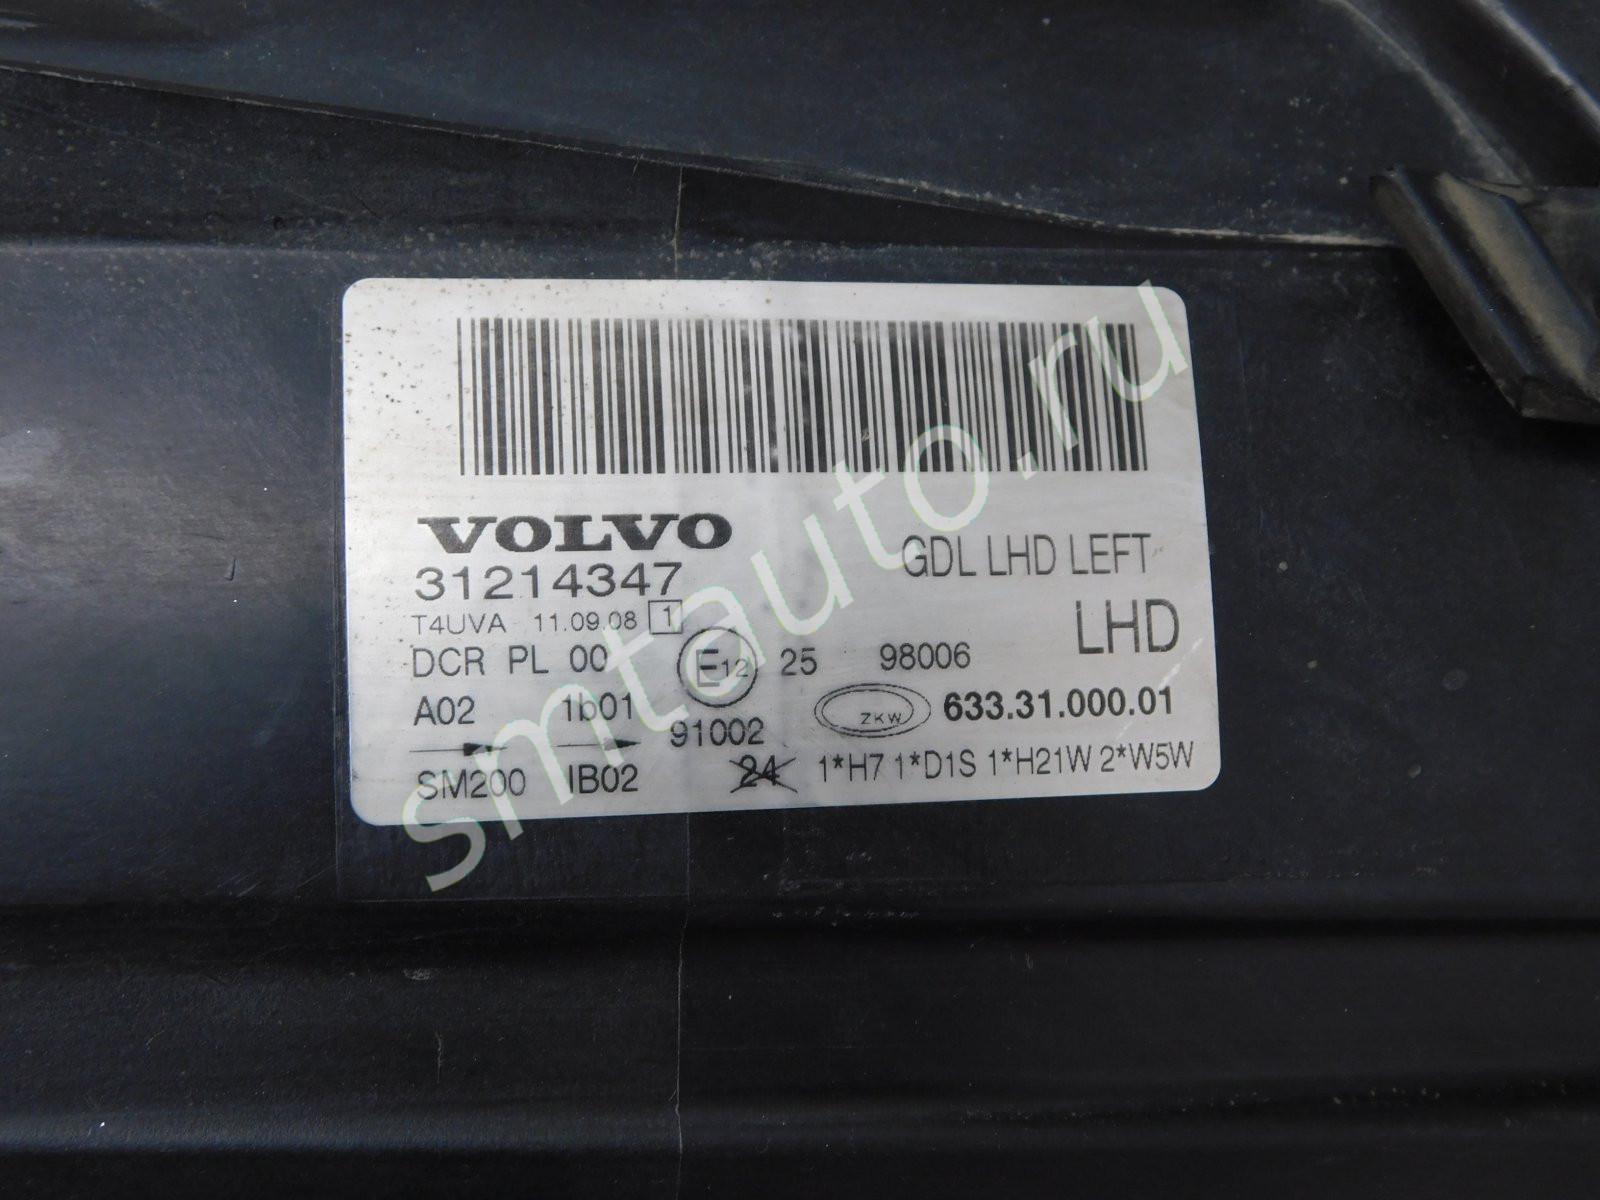 VOLVO
31214347
GDL LHD LEFT
T4UVA 11.09.08 1
LHD
DCR PL 00 E12 25 98006
A02 1b01 ZKW 633.31.000.01
91002
SM200 IB02 24 1*H7 1*D1S 1*H21W 2*W5W
smtauto.ru